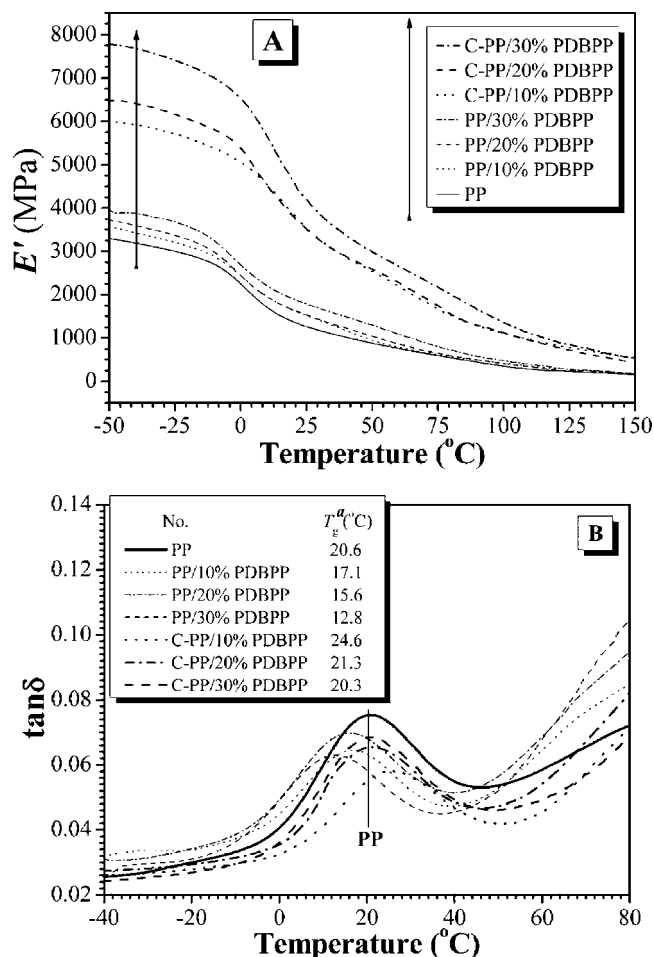 A
C-PP/30% PDBPP
C-PP/20% PDBPP
C-PP/10% PDBPP
PP/30% PDBPP
PP/20% PDBPP
PP/10% PDBPP
PP
E' (MPa)
8000
7000
6000
5000
4000
3000
2000
1000
0
-50 -25 0 25 50 75 100 125 150
Temperature (°C)
B
No. Tgᵃ(°C)
PP 20.6
PP/10% PDBPP 17.1
PP/20% PDBPP 15.6
PP/30% PDBPP 12.8
C-PP/10% PDBPP 24.6
C-PP/20% PDBPP 21.3
C-PP/30% PDBPP 20.3
tanδ
0.14
0.12
0.10
0.08
0.06
0.04
0.02
PP
-40 -20 0 20 40 60 80
Temperature (°C)